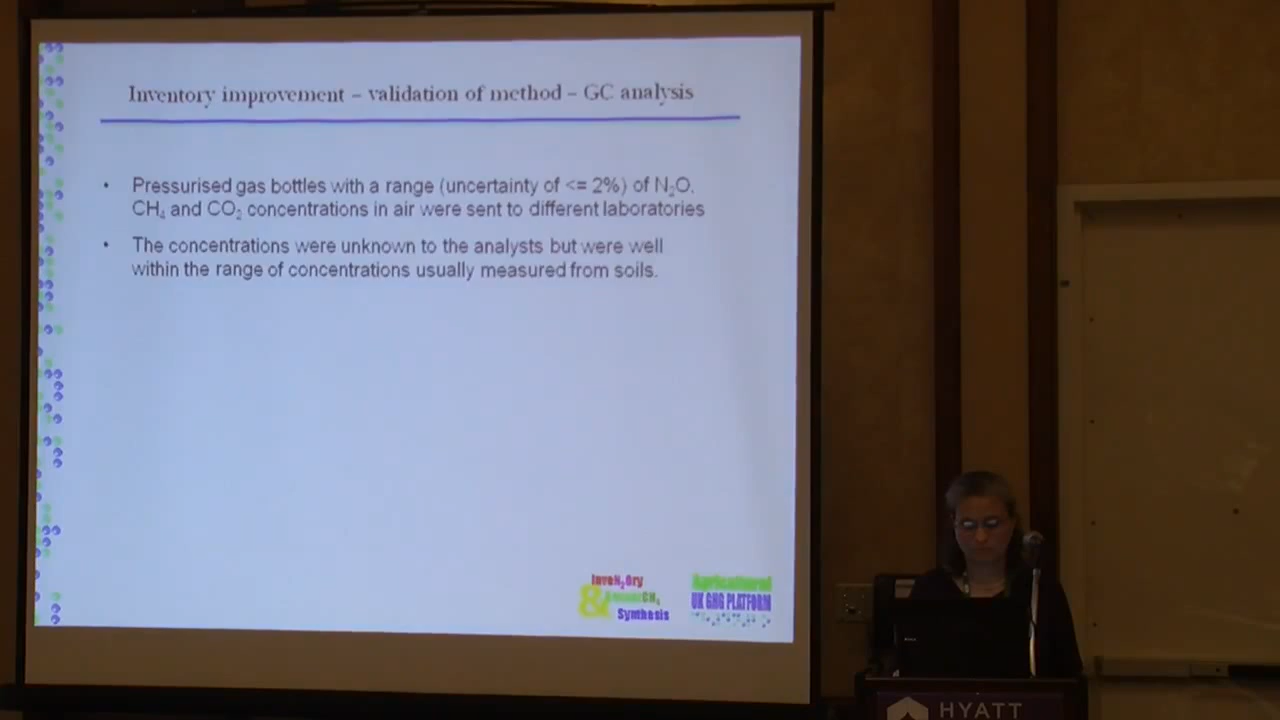 Inventory improvement – validation of method – GC analysis
• Pressurised gas bottles with a range (uncertainty of <= 2%) of N₂O,
CH₄ and CO₂ concentrations in air were sent to different laboratories
• The concentrations were unknown to the analysts but were well
within the range of concentrations usually measured from soils.
InveN₂Ory
&
CH₄
Synthesis
Agricultural
UK GHG PLATFORM
HYATT